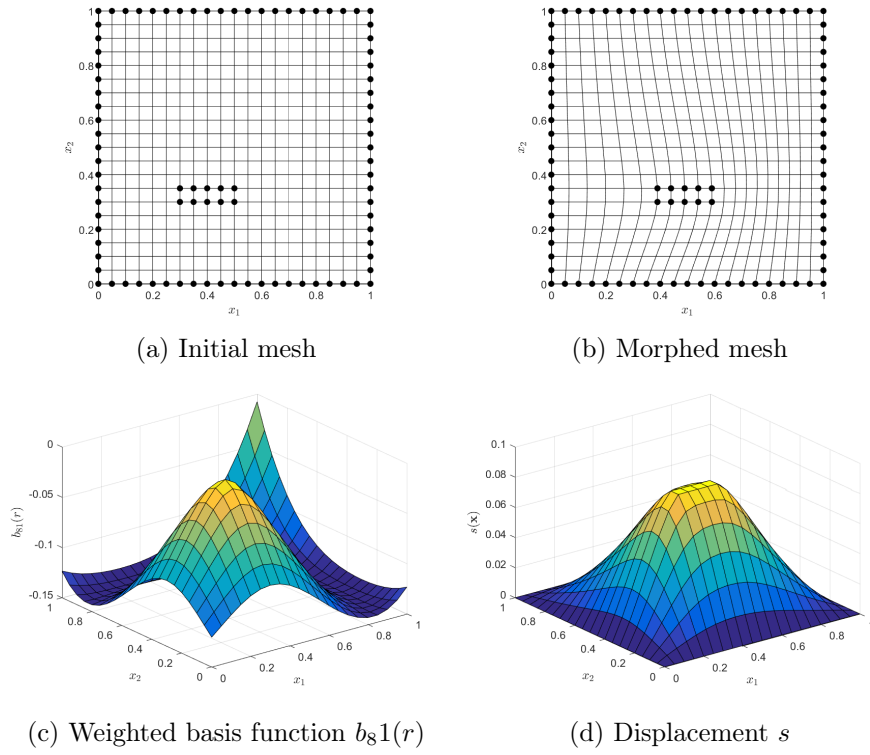 1
0.8
0.6
0.4
0.2
0
x₂
0 0.2 0.4 0.6 0.8 1
x₁
(a) Initial mesh
1
0.8
0.6
0.4
0.2
0
x₂
0 0.2 0.4 0.6 0.8 1
x₁
(b) Morphed mesh
0
-0.05
-0.1
-0.15
b₈₁(r)
1
0.8
0.6
0.4
0.2
0
x₂
0
0.2
0.4
0.6
0.8
1
x₁
(c) Weighted basis function b₈1(r)
0.1
0.08
0.06
0.04
0.02
0
s(x)
1
0.8
0.6
0.4
0.2
0
x₂
0
0.2
0.4
0.6
0.8
x₁
(d) Displacement s